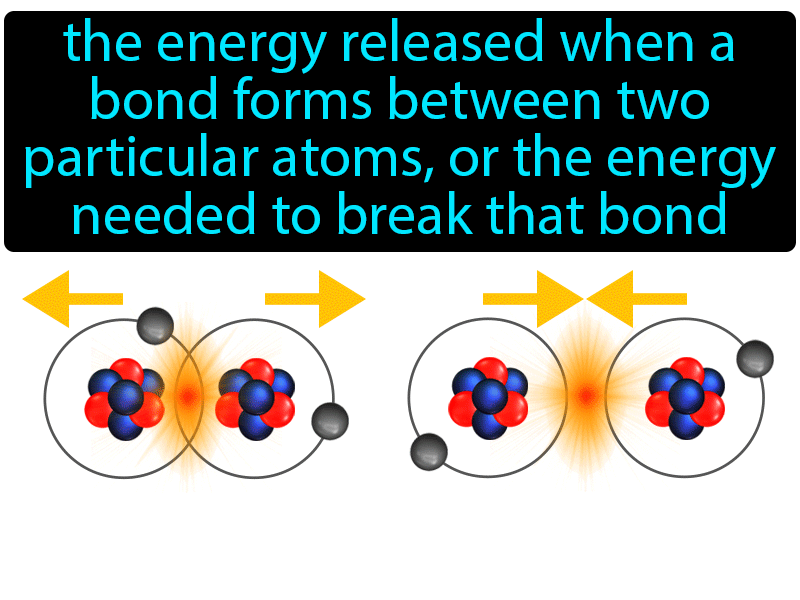 the energy released when a
bond forms between two
particular atoms, or the energy
needed to break that bond